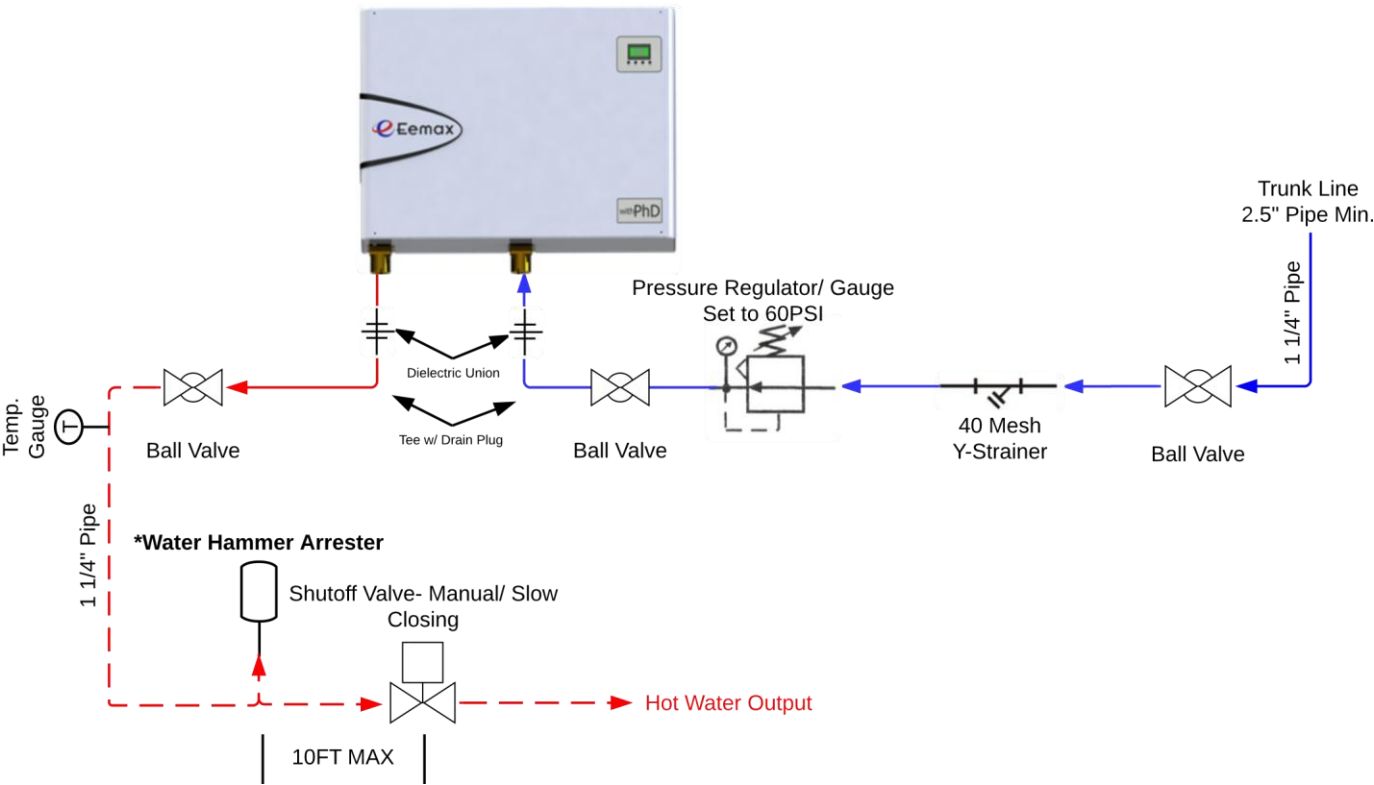 Eemax
withPhD
Trunk Line
2.5" Pipe Min.
1 1/4" Pipe
Pressure Regulator/ Gauge
Set to 60PSI
Dielectric Union
Tee w/ Drain Plug
Temp.
Gauge
T
Ball Valve
Ball Valve
40 Mesh
Y-Strainer
Ball Valve
1 1/4" Pipe
*Water Hammer Arrester
Shutoff Valve- Manual/ Slow
Closing
Hot Water Output
10FT MAX